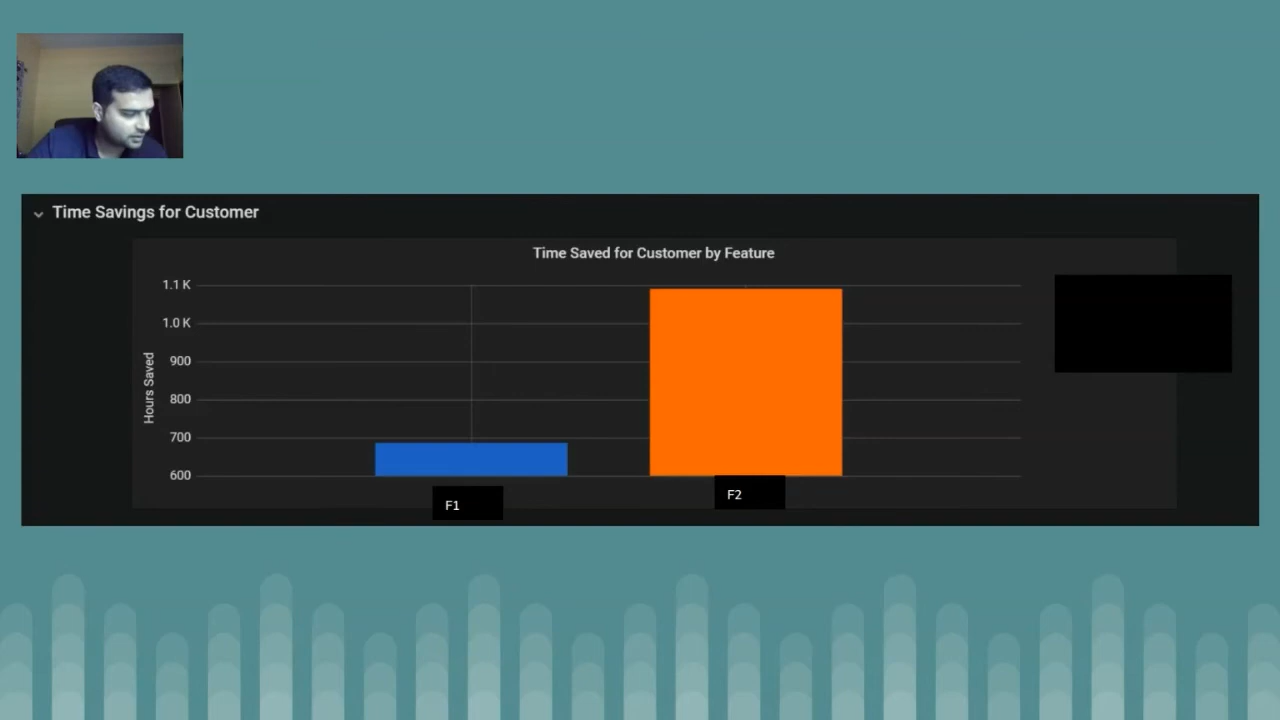 Time Savings for Customer
Time Saved for Customer by Feature
Hours Saved
1.1 K
1.0 K
900
800
700
600
F1
F2